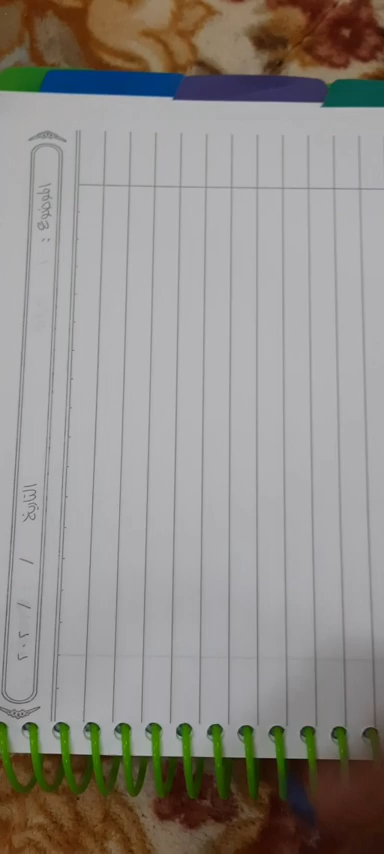 الموضوع :
التاريخ / / ٢٠٢